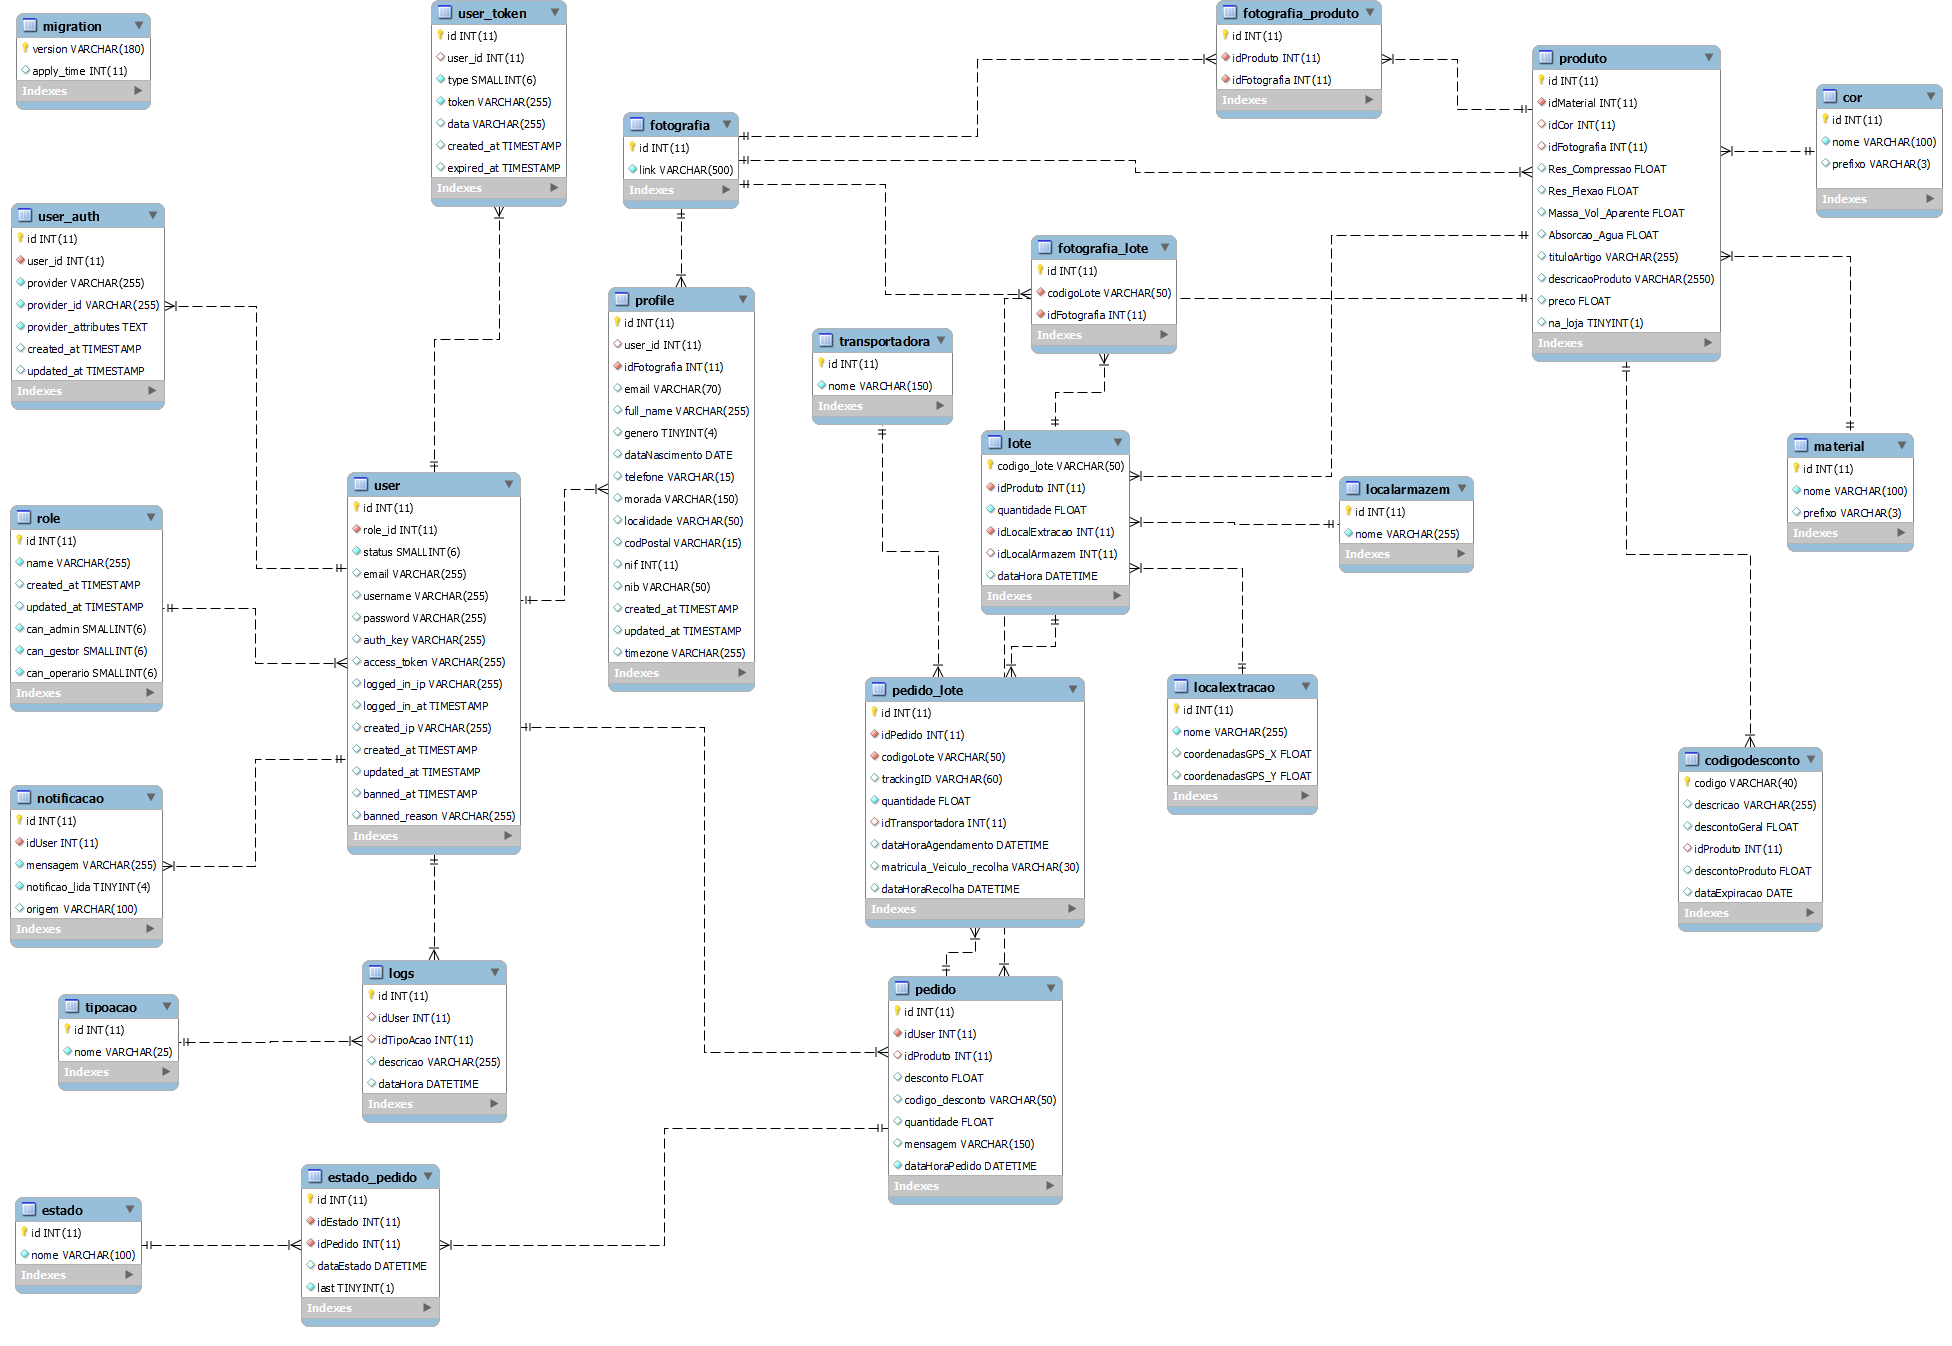 migration
version VARCHAR(180)
apply_time INT(11)
Indexes
user_token
id INT(11)
user_id INT(11)
type SMALLINT(6)
token VARCHAR(255)
data VARCHAR(255)
created_at TIMESTAMP
expired_at TIMESTAMP
Indexes
fotografia_produto
id INT(11)
idProduto INT(11)
idFotografia INT(11)
Indexes
produto
id INT(11)
idMaterial INT(11)
idCor INT(11)
idFotografia INT(11)
Res_Compressao FLOAT
Res_Flexao FLOAT
Massa_Vol_Aparente FLOAT
Absorcao_Agua FLOAT
tituloArtigo VARCHAR(255)
descricaoProduto VARCHAR(2550)
preco FLOAT
na_loja TINYINT(1)
Indexes
cor
id INT(11)
nome VARCHAR(100)
prefixo VARCHAR(3)
Indexes
fotografia
id INT(11)
link VARCHAR(500)
Indexes
user_auth
id INT(11)
user_id INT(11)
provider VARCHAR(255)
provider_id VARCHAR(255)
provider_attributes TEXT
created_at TIMESTAMP
updated_at TIMESTAMP
Indexes
fotografia_lote
id INT(11)
codigoLote VARCHAR(50)
idFotografia INT(11)
Indexes
profile
id INT(11)
user_id INT(11)
idFotografia INT(11)
email VARCHAR(70)
full_name VARCHAR(255)
genero TINYINT(4)
dataNascimento DATE
telefone VARCHAR(15)
morada VARCHAR(150)
localidade VARCHAR(50)
codPostal VARCHAR(15)
nif INT(11)
nib VARCHAR(50)
created_at TIMESTAMP
updated_at TIMESTAMP
timezone VARCHAR(255)
Indexes
transportadora
id INT(11)
nome VARCHAR(150)
Indexes
lote
codigo_lote VARCHAR(50)
idProduto INT(11)
quantidade FLOAT
idLocalExtracao INT(11)
idLocalArmazem INT(11)
dataHora DATETIME
Indexes
material
id INT(11)
nome VARCHAR(100)
prefixo VARCHAR(3)
Indexes
user
id INT(11)
role_id INT(11)
status SMALLINT(6)
email VARCHAR(255)
username VARCHAR(255)
password VARCHAR(255)
auth_key VARCHAR(255)
access_token VARCHAR(255)
logged_in_ip VARCHAR(255)
logged_in_at TIMESTAMP
created_ip VARCHAR(255)
created_at TIMESTAMP
updated_at TIMESTAMP
banned_at TIMESTAMP
banned_reason VARCHAR(255)
Indexes
localarmazem
id INT(11)
nome VARCHAR(255)
Indexes
role
id INT(11)
name VARCHAR(255)
created_at TIMESTAMP
updated_at TIMESTAMP
can_admin SMALLINT(6)
can_gestor SMALLINT(6)
can_operario SMALLINT(6)
Indexes
localextracao
id INT(11)
nome VARCHAR(255)
coordenadasGPS_X FLOAT
coordenadasGPS_Y FLOAT
Indexes
pedido_lote
id INT(11)
idPedido INT(11)
codigoLote VARCHAR(50)
trackingID VARCHAR(60)
quantidade FLOAT
idTransportadora INT(11)
dataHoraAgendamento DATETIME
matricula_Veiculo_recolha VARCHAR(30)
dataHoraRecolha DATETIME
Indexes
codigodesconto
codigo VARCHAR(40)
descricao VARCHAR(255)
descontoGeral FLOAT
idProduto INT(11)
descontoProduto FLOAT
dataExpiracao DATE
Indexes
notificacao
id INT(11)
idUser INT(11)
mensagem VARCHAR(255)
notificao_lida TINYINT(4)
origem VARCHAR(100)
Indexes
logs
id INT(11)
idUser INT(11)
idTipoAcao INT(11)
descricao VARCHAR(255)
dataHora DATETIME
Indexes
pedido
id INT(11)
idUser INT(11)
idProduto INT(11)
desconto FLOAT
codigo_desconto VARCHAR(50)
quantidade FLOAT
mensagem VARCHAR(150)
dataHoraPedido DATETIME
Indexes
tipoacao
id INT(11)
nome VARCHAR(25)
Indexes
estado_pedido
id INT(11)
idEstado INT(11)
idPedido INT(11)
dataEstado DATETIME
last TINYINT(1)
Indexes
estado
id INT(11)
nome VARCHAR(100)
Indexes